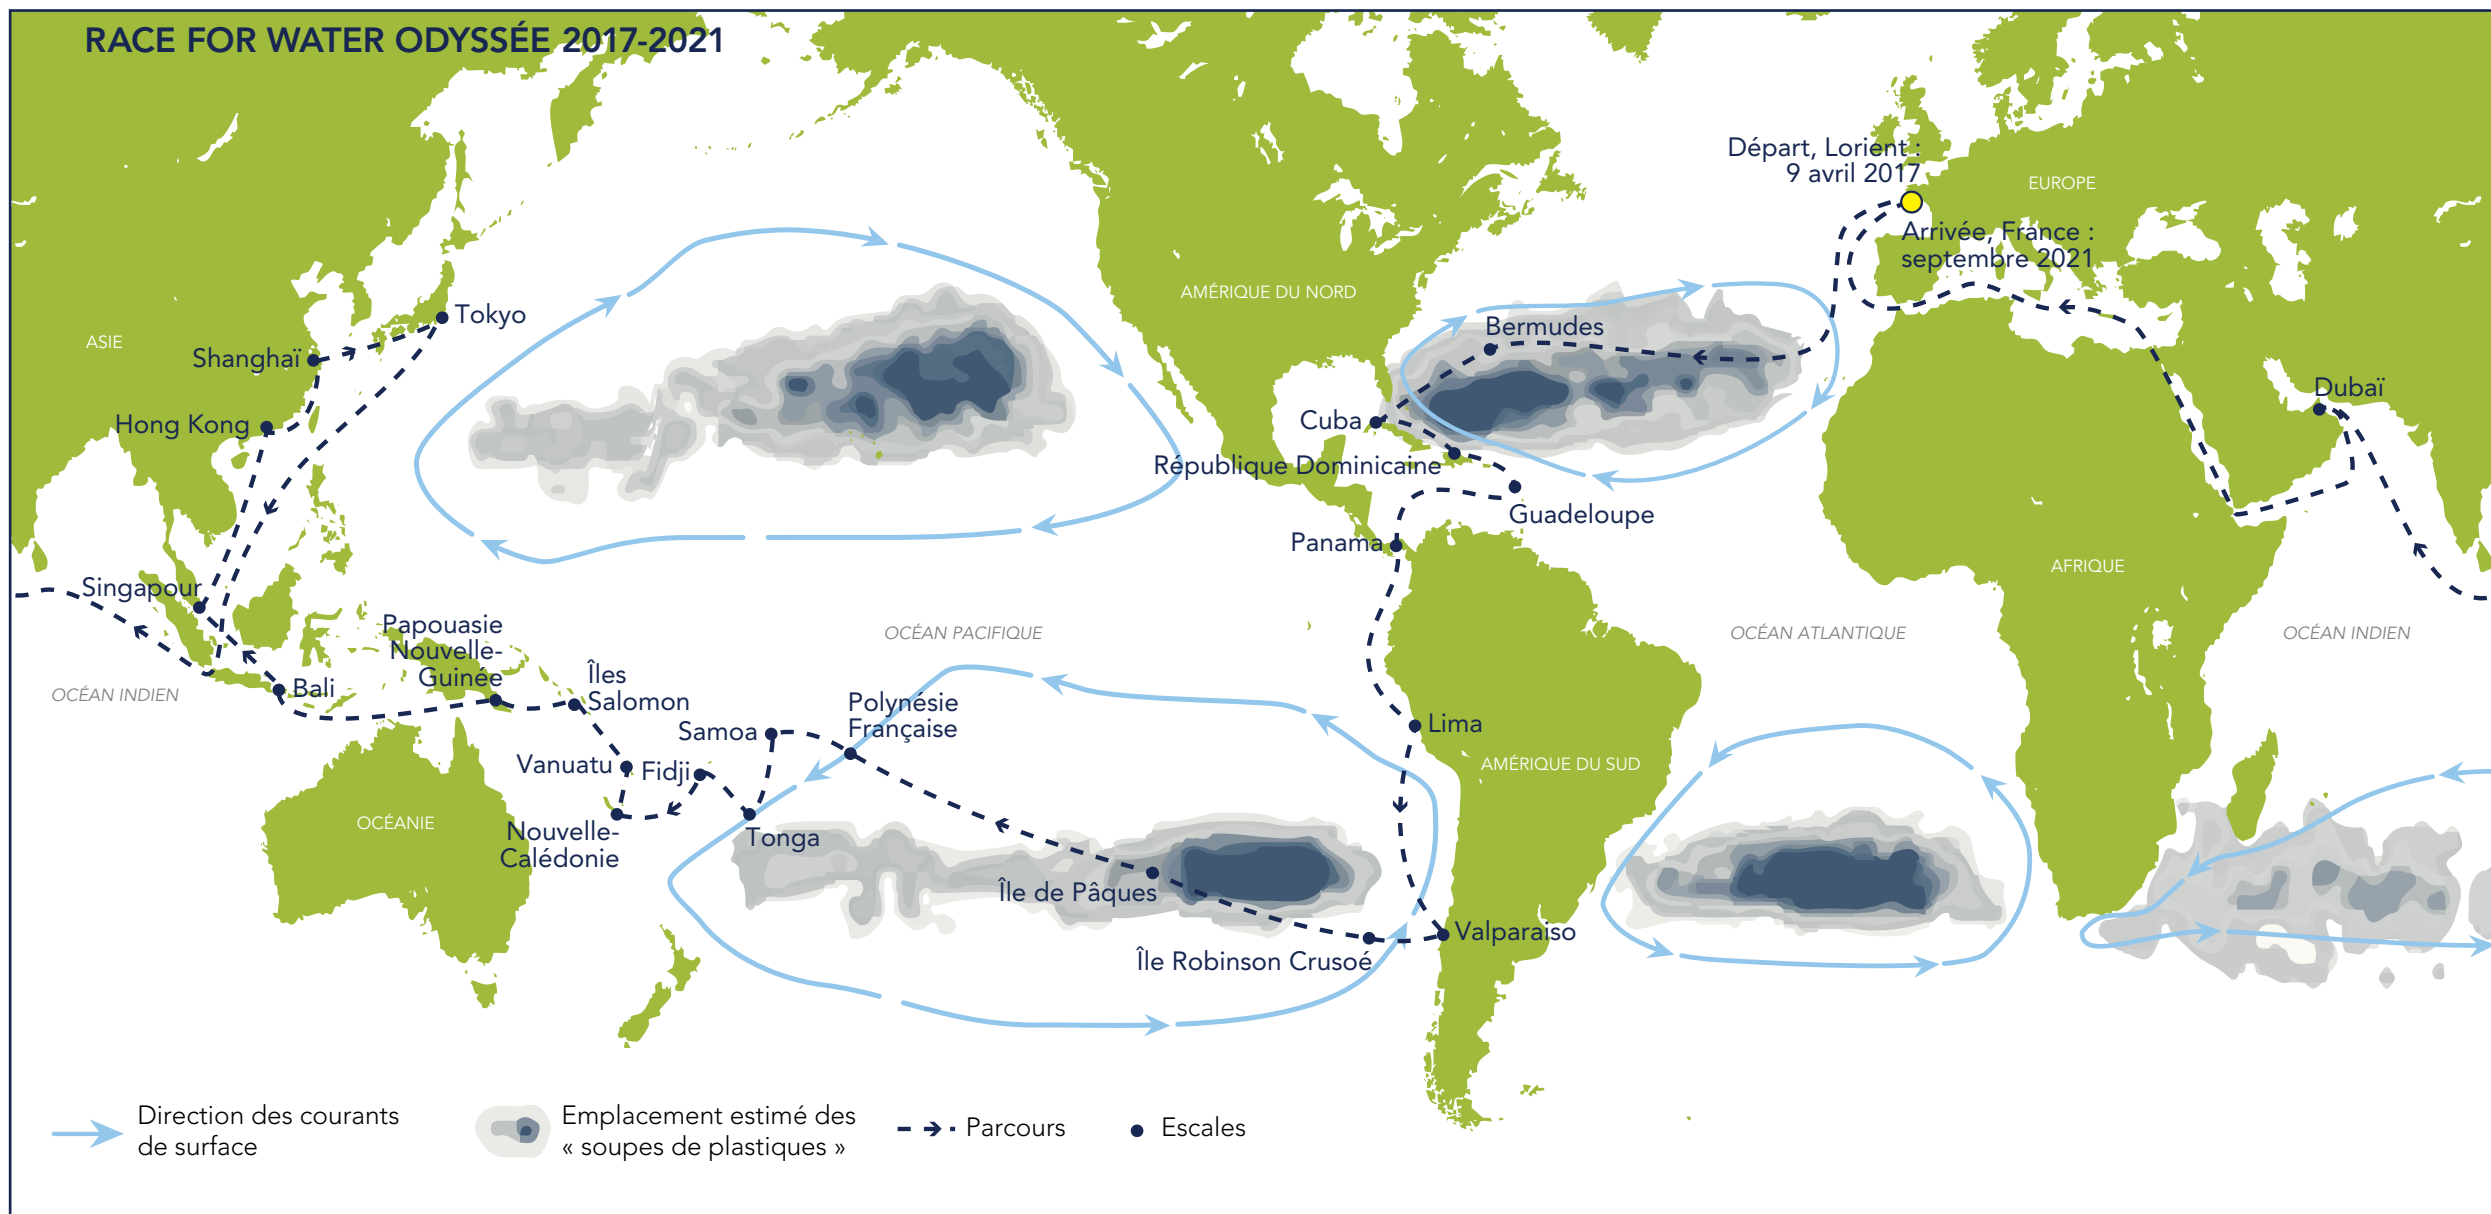 RACE FOR WATER ODYSSÉE 2017-2021
Départ, Lorient :
9 avril 2017
EUROPE
Arrivée, France :
septembre 2021
AMÉRIQUE DU NORD
Tokyo
ASIE
Shanghaï
Bermudes
Dubaï
Hong Kong
Cuba
République Dominicaine
Guadeloupe
Panama
AFRIQUE
Singapour
Papouasie
Nouvelle-
Guinée
OCÉAN PACIFIQUE
OCÉAN ATLANTIQUE
OCÉAN INDIEN
OCÉAN INDIEN
Bali
Îles
Salomon
Polynésie
Française
Samoa
Lima
Vanuatu
Fidji
AMÉRIQUE DU SUD
OCÉANIE
Nouvelle-
Calédonie
Tonga
Île de Pâques
Valparaiso
Île Robinson Crusoé
Direction des courants
de surface
Emplacement estimé des
« soupes de plastiques »
Parcours
Escales